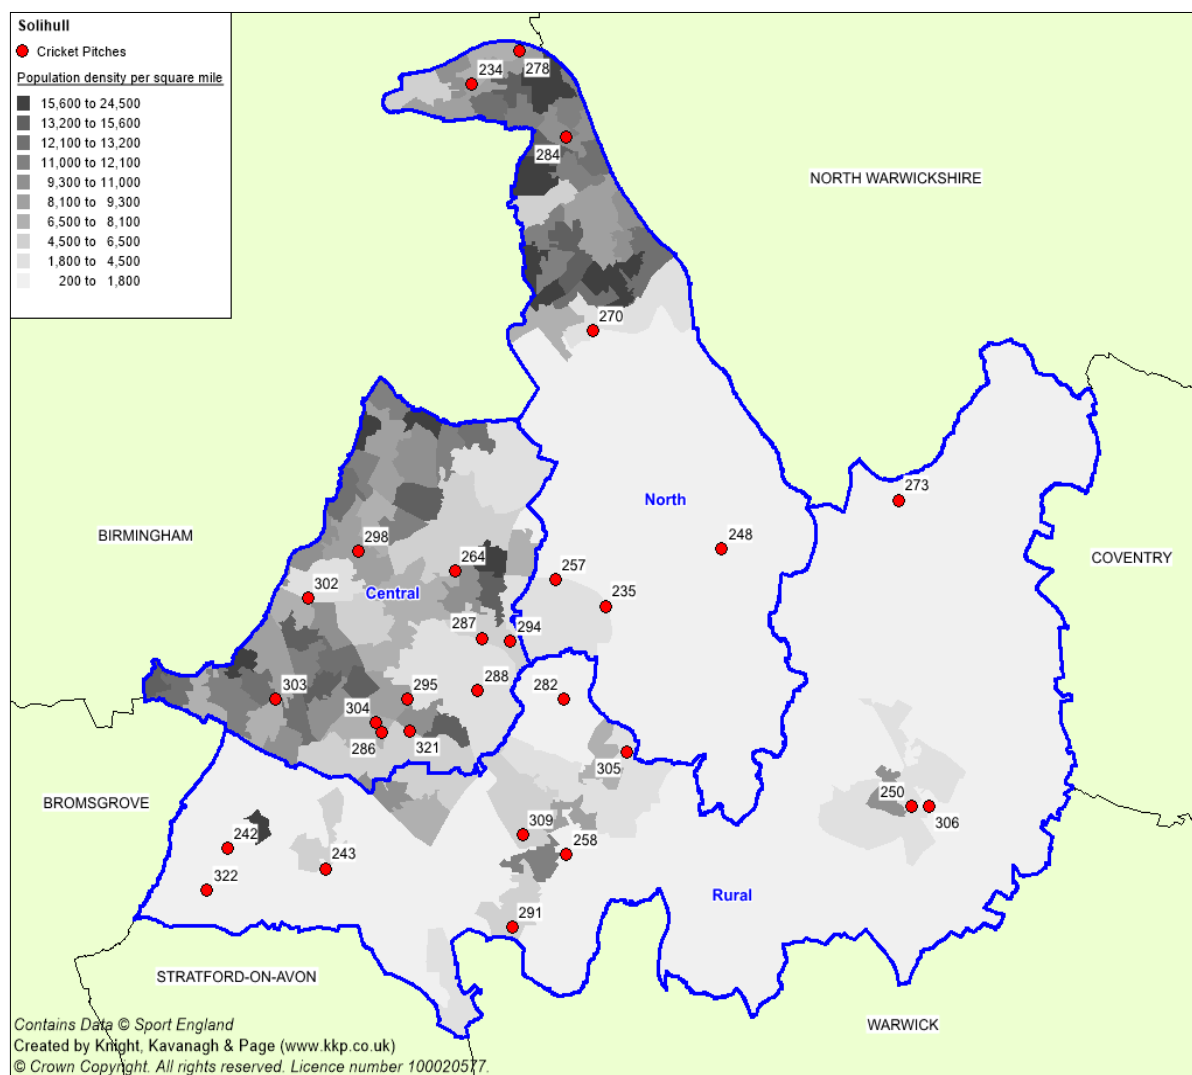 Solihull
Cricket Pitches
Population density per square mile
15,600 to 24,500
13,200 to 15,600
12,100 to 13,200
11,000 to 12,100
9,300 to 11,000
8,100 to 9,300
6,500 to 8,100
4,500 to 6,500
1,800 to 4,500
200 to 1,800
234
278
284
NORTH WARWICKSHIRE
270
273
North
BIRMINGHAM
298
248
264
COVENTRY
257
302
Central
235
287
294
288
282
303
295
304
286
321
305
250
BROMSGROVE
306
309
242
258
243
322
Rural
291
STRATFORD-ON-AVON
WARWICK
Contains Data © Sport England
Created by Knight, Kavanagh & Page (www.kkp.co.uk)
© Crown Copyright. All rights reserved. Licence number 100020577.